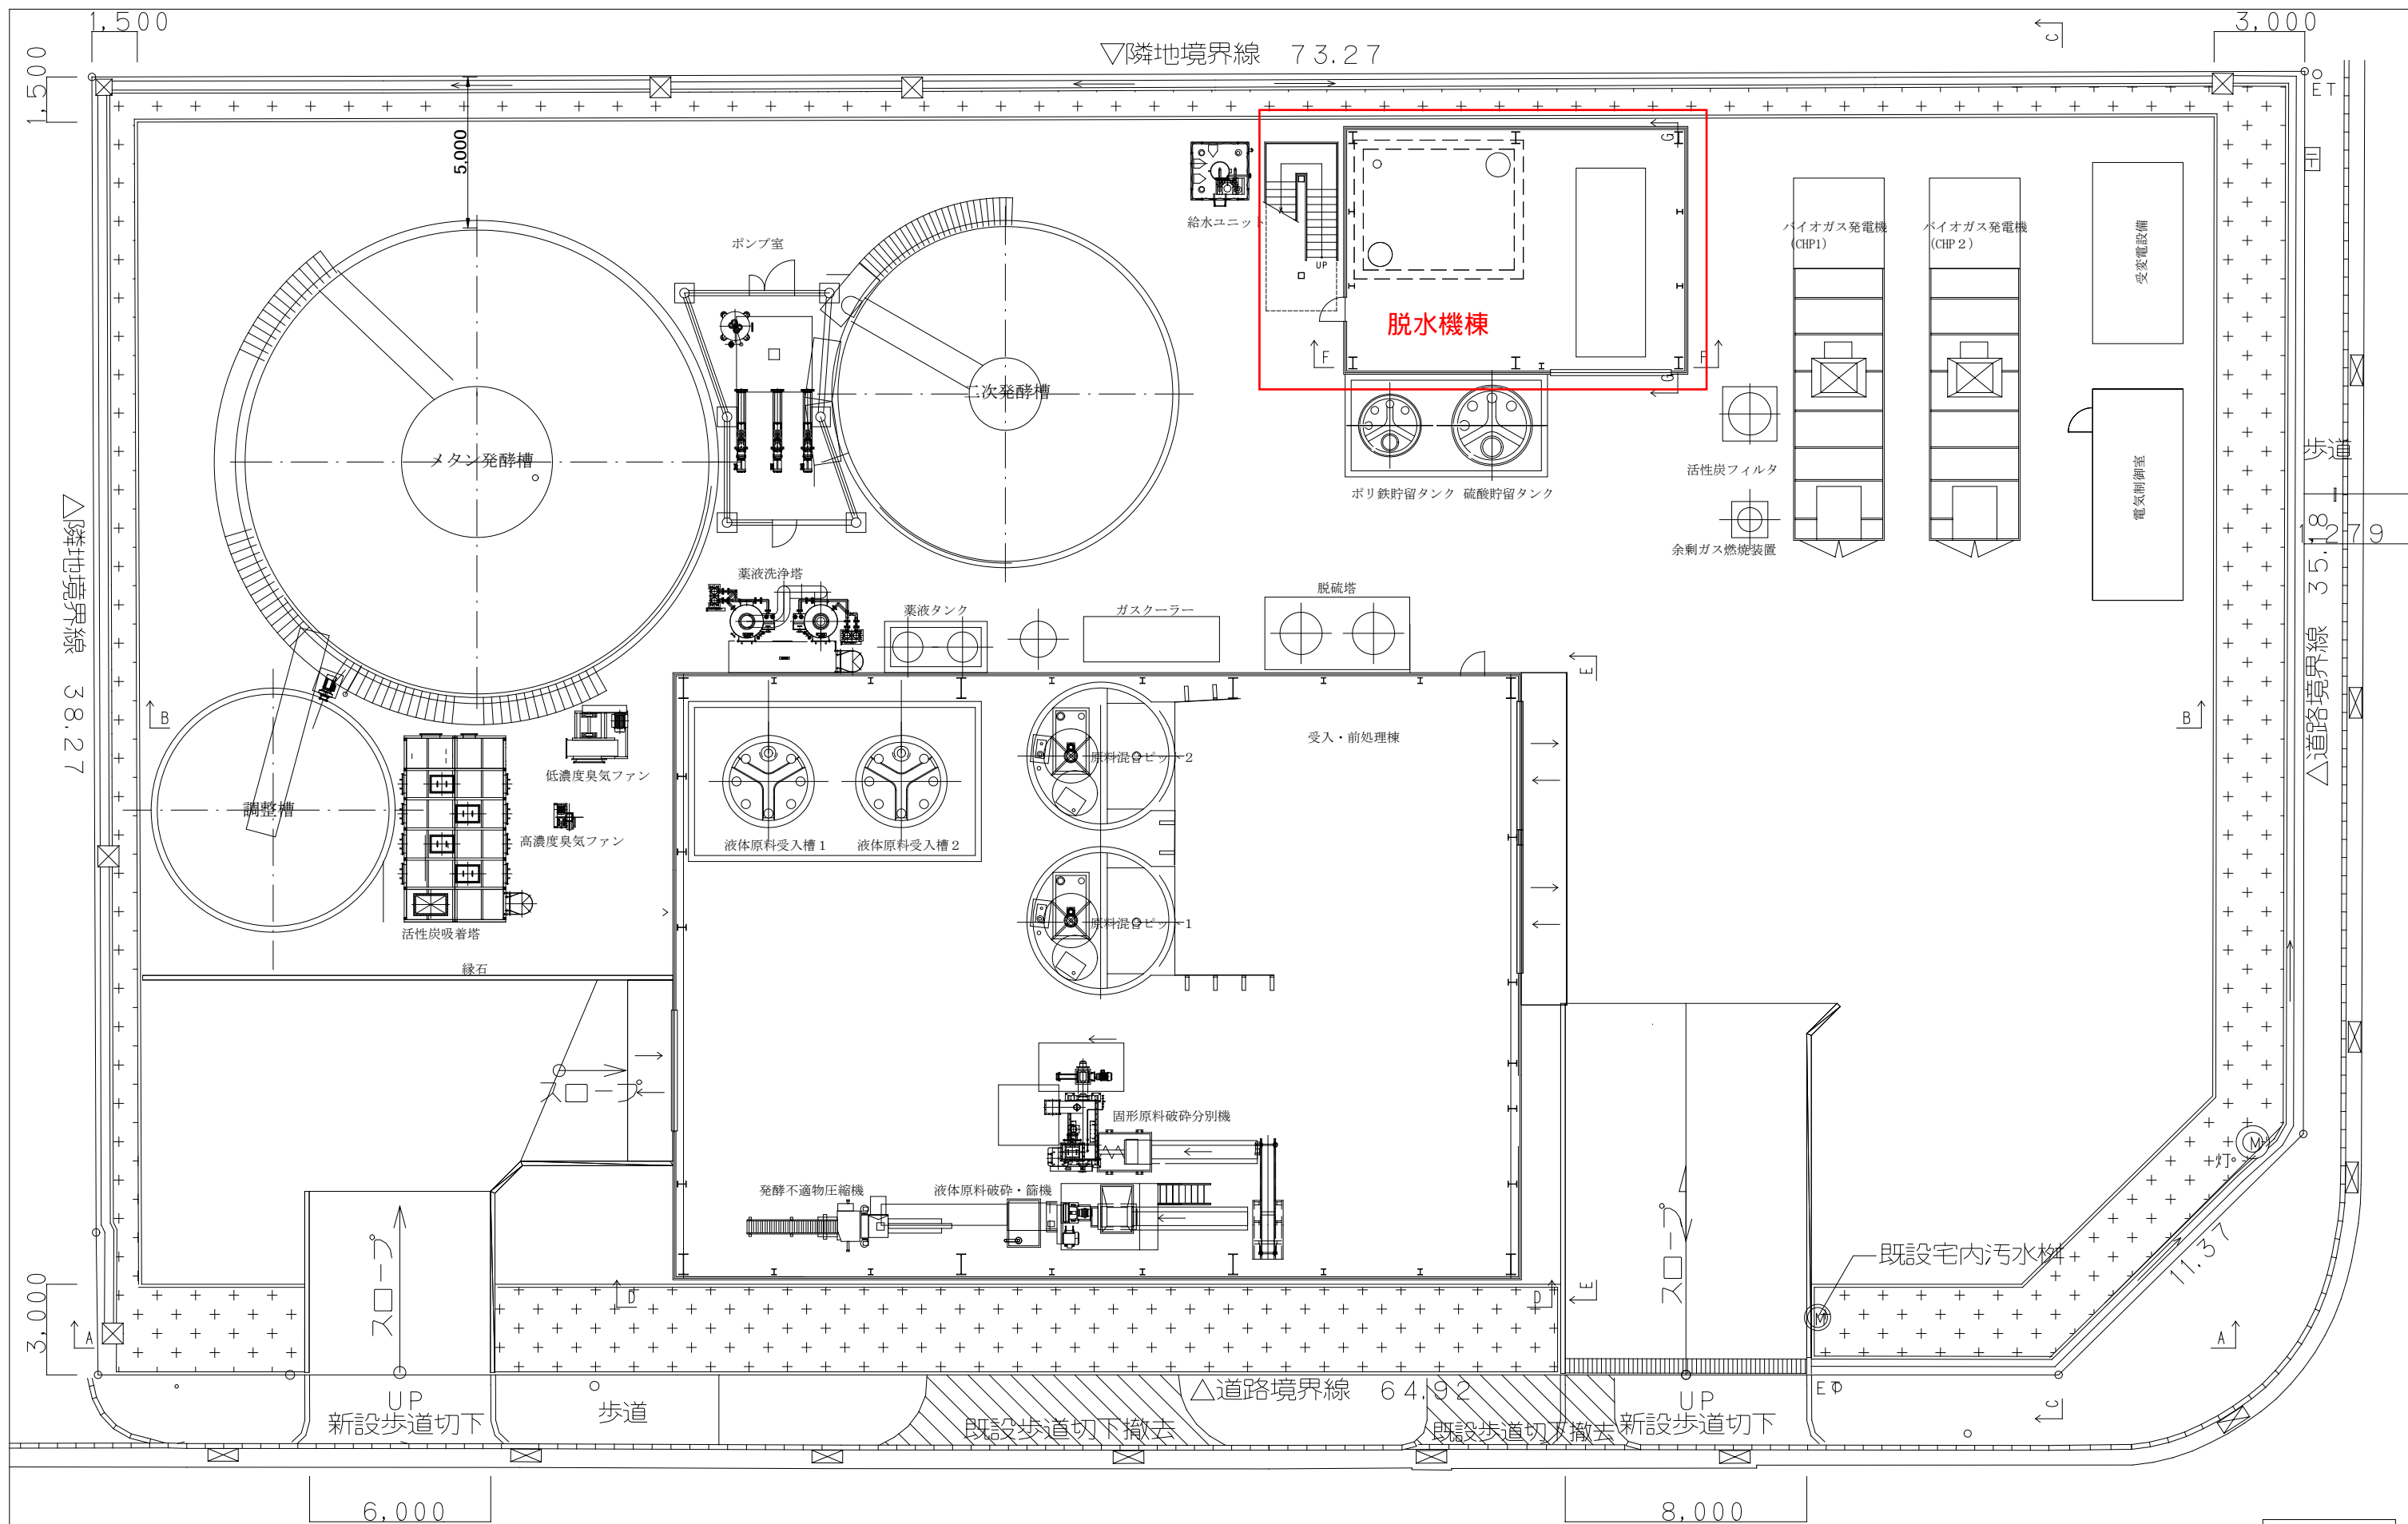 1,500
3,000
▽隣地境界線 73.27
C
1,500
5,000
ET
G
給水ユニット
UP
ポンプ室
バイオガス発電機
(CHP1)
バイオガス発電機
(CHP2)
受変電設備
脱水機棟
F
F
G
二次発酵槽
メタン発酵槽
歩道
活性炭フィルタ
ポリ鉄貯留タンク 硫酸貯留タンク
電気制御室
1,279
余剰ガス燃焼装置
△隣地境界線 38.27
△道路境界線 35.18
薬液洗浄塔
薬液タンク
ガスクーラー
脱硫塔
E
B
B
受入・前処理棟
原料混合ピット2
低濃度臭気ファン
調整槽
高濃度臭気ファン
液体原料受入槽1
液体原料受入槽2
原料混合ピット1
活性炭吸着塔
縁石
スロープ
固形原料破砕分別機
M
灯
発酵不適物圧縮機
液体原料破砕・篩機
スロープ
スロープ
既設宅内汚水桝
11.37
3,000
A
D
D
E
M
A
ET
△道路境界線 64.92
UP
新設歩道切下
歩道
既設歩道切下撤去
既設歩道切下撤去
UP
新設歩道切下
C
6,000
8,000